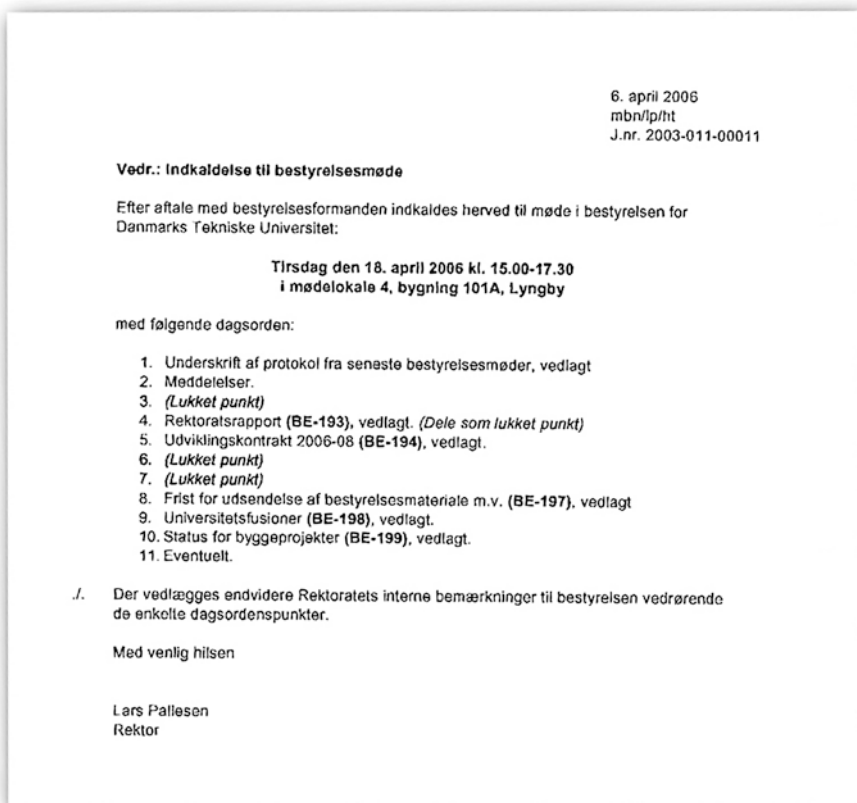 6. april 2006
mbn/lp/ht
J.nr. 2003-011-00011
Vedr.: Indkaldelse til bestyrelsesmøde
Efter aftale med bestyrelsesformanden indkaldes herved til møde i bestyrelsen for
Danmarks Tekniske Universitet:
Tirsdag den 18. april 2006 kl. 15.00-17.30
i mødelokale 4, bygning 101A, Lyngby
med følgende dagsorden:
1. Underskrift af protokol fra seneste bestyrelsesmøder, vedlagt
2. Meddelelser.
3. (Lukket punkt)
4. Rektoratsrapport (BE-193), vedlagt. (Dele som lukket punkt)
5. Udviklingskontrakt 2006-08 (BE-194), vedlagt.
6. (Lukket punkt)
7. (Lukket punkt)
8. Frist for udsendelse af bestyrelsesmateriale m.v. (BE-197), vedlagt
9. Universitetsfusioner (BE-198), vedlagt.
10. Status for byggeprojekter (BE-199), vedlagt.
11. Eventuelt.
./. Der vedlægges endvidere Rektoratets interne bemærkninger til bestyrelsen vedrørende
de enkelte dagsordenspunkter.
Med venlig hilsen
Lars Pallesen
Rektor